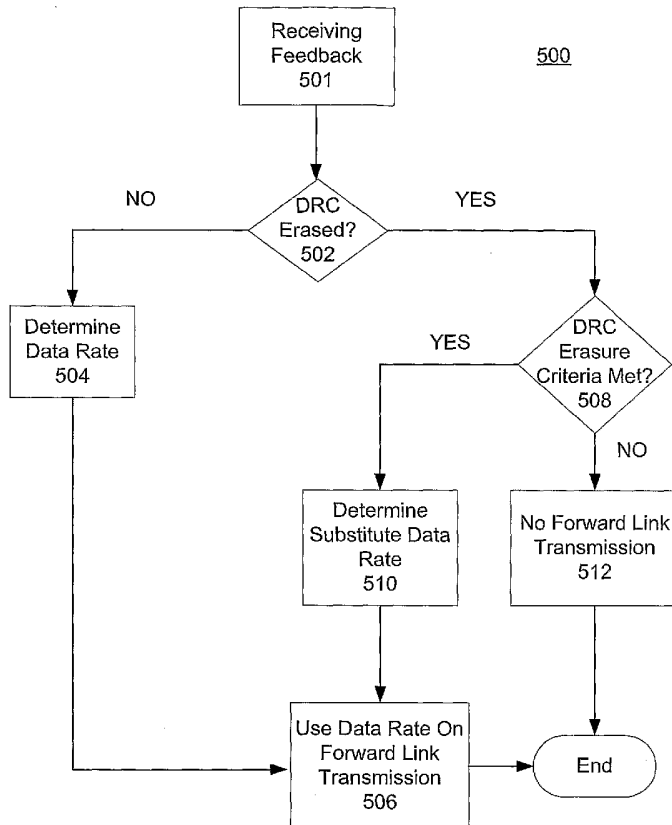 Receiving
Feedback
501
500
NO
YES
DRC
Erased?
502
Determine
Data Rate
504
YES
DRC
Erasure
Criteria Met?
508
NO
Determine
Substitute Data
Rate
510
No Forward Link
Transmission
512
Use Data Rate On
Forward Link
Transmission
506
End